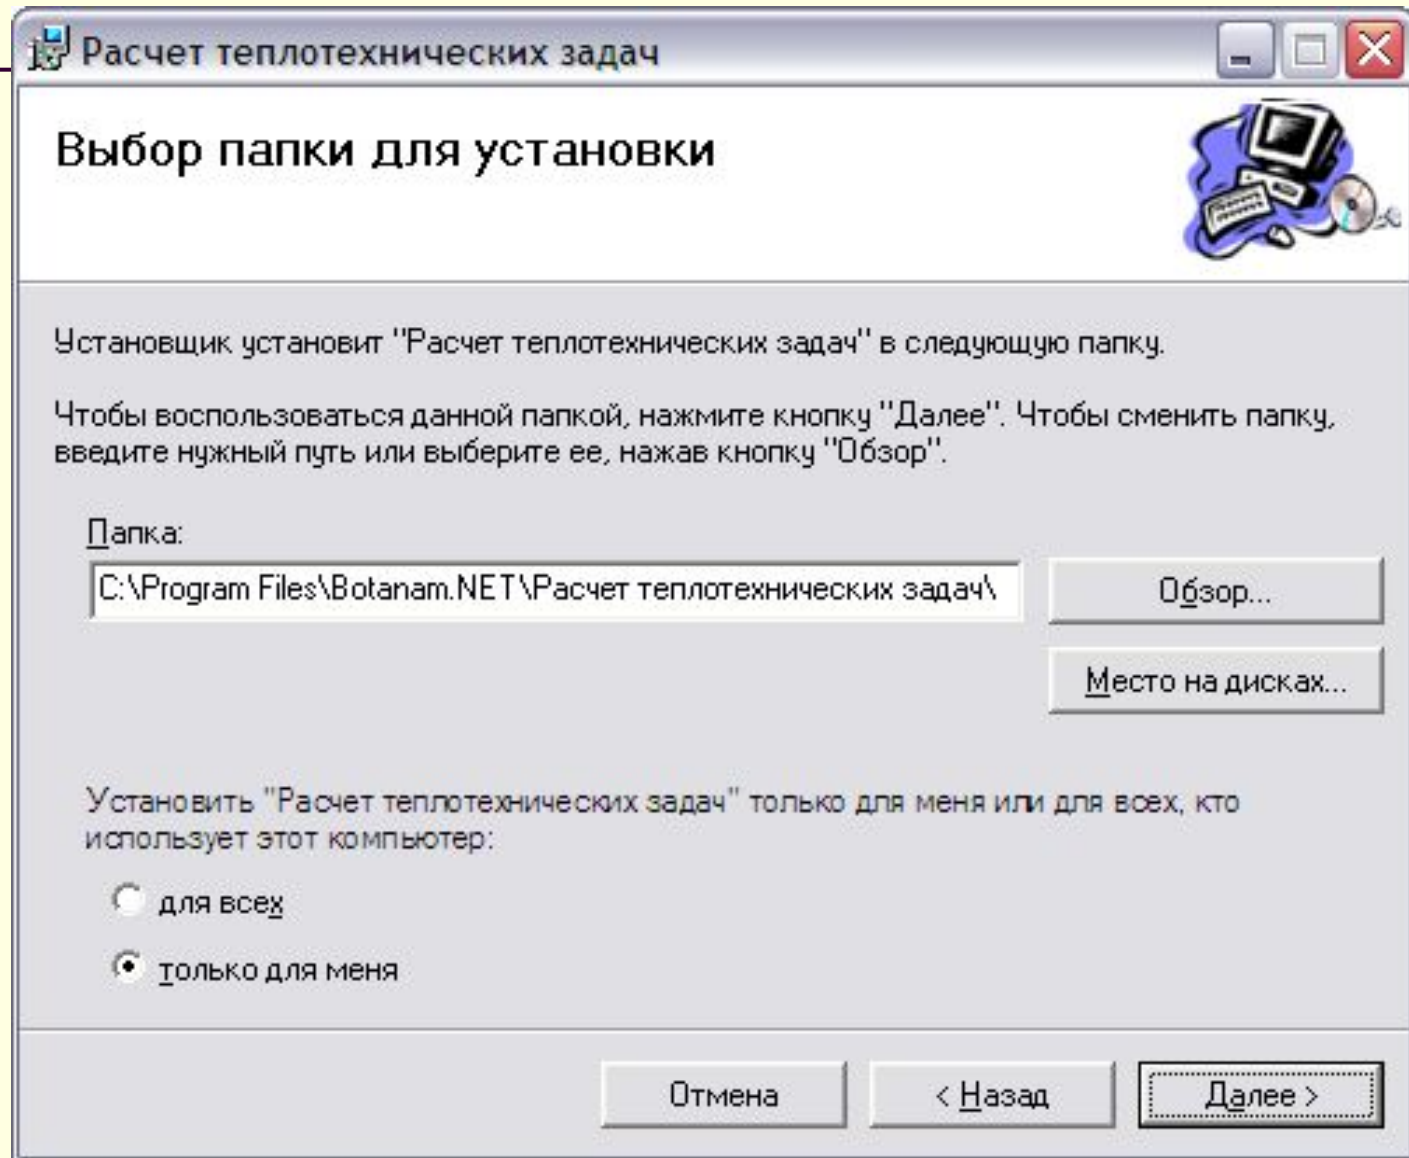 Расчет теплотехнических задач
Выбор папки для установки
Установщик установит "Расчет теплотехнических задач" в следующую папку.
Чтобы воспользоваться данной папкой, нажмите кнопку "Далее". Чтобы сменить папку,
введите нужный путь или выберите ее, нажав кнопку "Обзор".
Папка:
C:\Program Files\Botanam.NET\Расчет теплотехнических задач\
Обзор...
Место на дисках...
Установить "Расчет теплотехнических задач" только для меня или для всех, кто
использует этот компьютер:
для всех
только для меня
Отмена
< Назад
Далее >